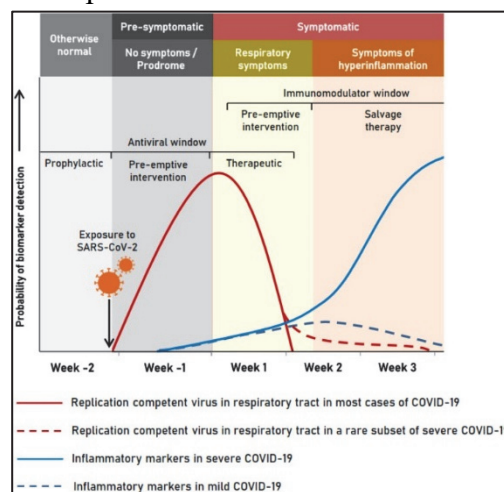 Otherwise
normal
Pre-symptomatic
Symptomatic
No symptoms /
Prodrome
Respiratory
symptoms
Symptoms of
hyperinflammation
Immunomodulator window
Pre-emptive
intervention
Salvage
therapy
Antiviral window
Prophylactic
Pre-emptive
intervention
Therapeutic
Exposure to
SARS-CoV-2
Probability of biomarker detection
Week -2
Week -1
Week 1
Week 2
Week 3
Replication competent virus in respiratory tract in most cases of COVID-19
Replication competent virus in respiratory tract in a rare subset of severe COVID-19
Inflammatory markers in severe COVID-19
Inflammatory markers in mild COVID-19